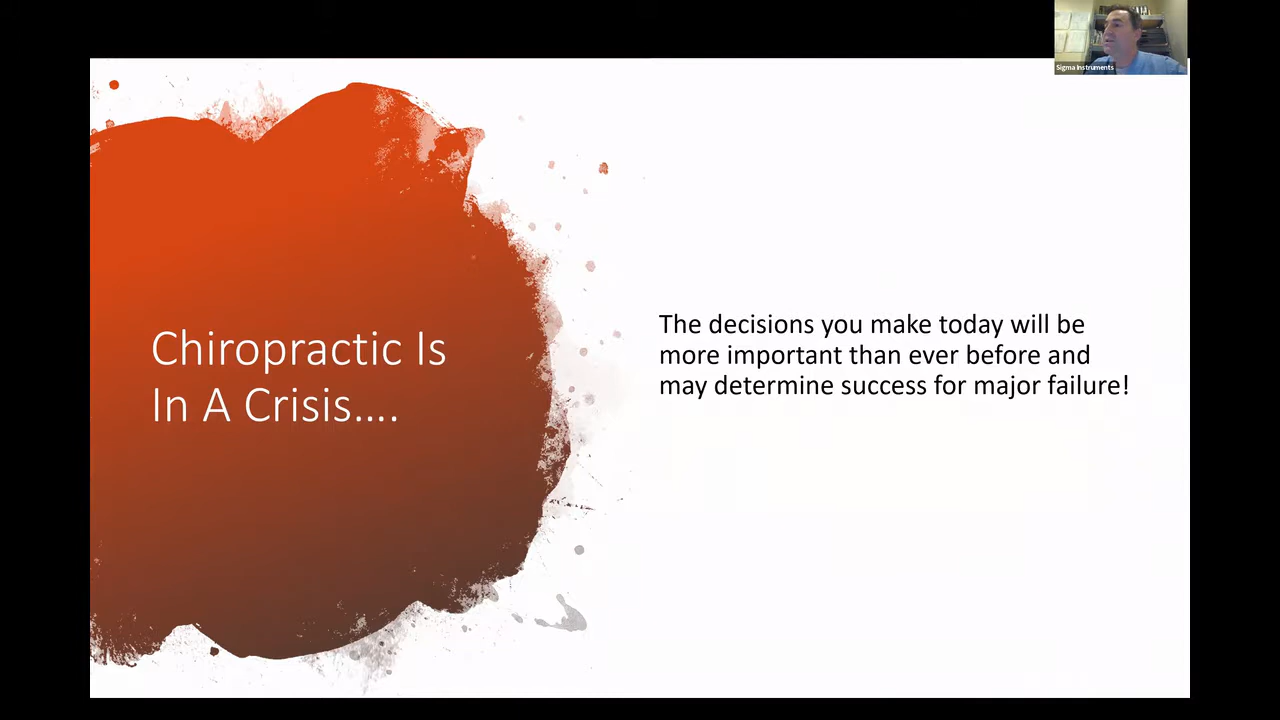 Sigma Instruments
Chiropractic Is
In A Crisis....
The decisions you make today will be
more important than ever before and
may determine success for major failure!